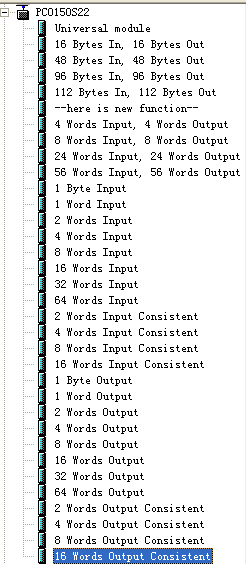 PCO150S22
Universal module
16 Bytes In, 16 Bytes Out
48 Bytes In, 48 Bytes Out
96 Bytes In, 96 Bytes Out
112 Bytes In, 112 Bytes Out
--here is new function--
4 Words Input, 4 Words Output
8 Words Input, 8 Words Output
24 Words Input, 24 Words Output
56 Words Input, 56 Words Output
1 Byte Input
1 Word Input
2 Words Input
4 Words Input
8 Words Input
16 Words Input
32 Words Input
64 Words Input
2 Words Input Consistent
4 Words Input Consistent
8 Words Input Consistent
16 Words Input Consistent
1 Byte Output
1 Word Output
2 Words Output
4 Words Output
8 Words Output
16 Words Output
32 Words Output
64 Words Output
2 Words Output Consistent
4 Words Output Consistent
8 Words Output Consistent
16 Words Output Consistent